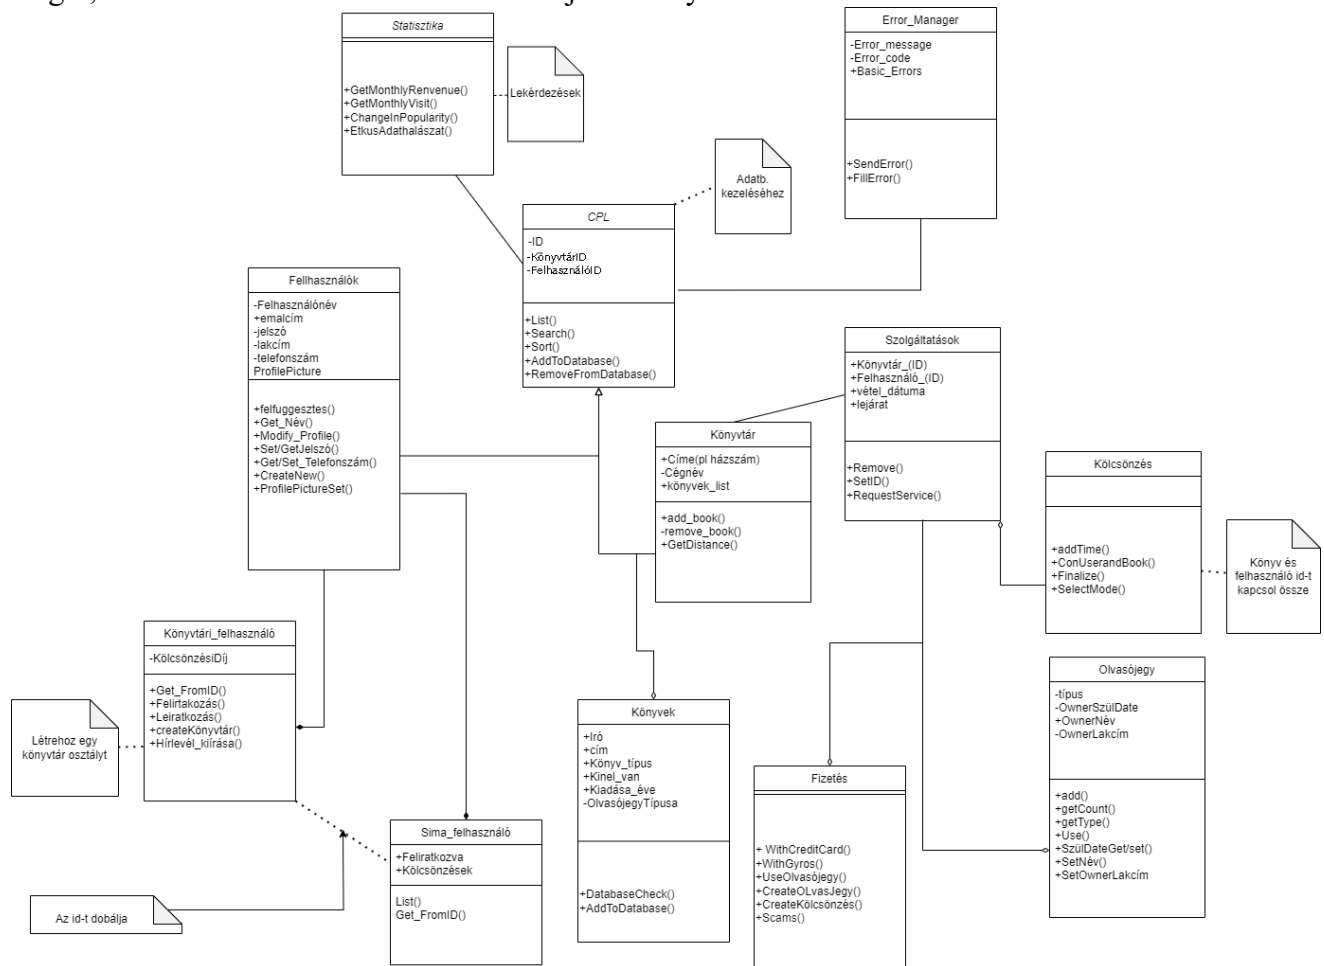 Statisztika
+GetMonthlyRenvenue()
+GetMonthlyVisit()
+ChangeInPopularity()
+EtkusAdathalászat()
Lekérdezések
Error_Manager
-Error_message
-Error_code
+Basic_Errors
+SendError()
+FillError()
Adatb.
kezeléséhez
CPL
-ID
-KönyvtárID
-FelhasználóID
+List()
+Search()
+Sort()
+AddToDatabase()
+RemoveFromDatabase()
Fellhasználók
-Felhasználónév
+emalcím
-jelszó
-lakcím
-telefonszám
ProfilePicture
+felfuggesztes()
+Get_Név()
+Modify_Profile()
+Set/GetJelszó()
+Get/Set_Telefonszám()
+CreateNew()
+ProfilePictureSet()
Szolgáltatások
+Könyvtár_(ID)
+Felhasználó_(ID)
+vétel_dátuma
+lejárat
+Remove()
+SetID()
+RequestService()
Könyvtár
+Címe(pl házszám)
-Cégnév
+könyvek_list
+add_book()
-remove_book()
+GetDistance()
Kölcsönzés
+addTime()
+ConUserandBook()
+Finalize()
+SelectMode()
Könyv és
felhasználó id-t
kapcsol össze
Könyvtári_felhasználó
-KölcsönzésiDíj
+Get_FromID()
+Felirtakozás()
+Leiratkozás()
+createKönyvtár()
+Hírlevél_kiírása()
Létrehoz egy
könyvtár osztályt
Könyvek
+Író
+cím
+Könyv_típus
+Kinel_van
+Kiadása_éve
-OlvasójegyTípusa
+DatabaseCheck()
+AddToDatabase()
Olvasójegy
-típus
-OwnerSzülDate
+OwnerNév
-OwnerLakcím
+add()
+getCount()
+getType()
+Use()
+SzülDateGet/set()
+SetNév()
+SetOwnerLakcím
Fizetés
+ WithCreditCard()
+WithGyros()
+UseOlvasójegy()
+CreateOLvasJegy()
+CreateKölcsönzés()
+Scams()
Sima_felhasználó
+Feliratkozva
+Kölcsönzések
List()
Get_FromID()
Az id-t dobálja